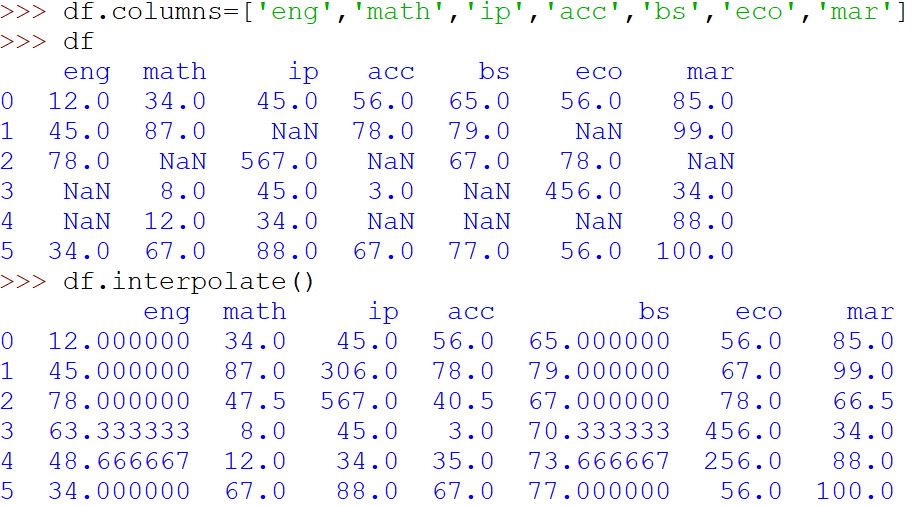 >>> df.columns=['eng','math','ip','acc','bs','eco','mar']
>>> df
    eng  math     ip   acc    bs    eco    mar
0  12.0  34.0   45.0  56.0  65.0   56.0   85.0
1  45.0  87.0    NaN  78.0  79.0    NaN   99.0
2  78.0   NaN  567.0   NaN  67.0   78.0    NaN
3   NaN   8.0   45.0   3.0   NaN  456.0   34.0
4   NaN  12.0   34.0   NaN   NaN    NaN   88.0
5  34.0  67.0   88.0  67.0  77.0   56.0  100.0
>>> df.interpolate()
         eng  math     ip   acc         bs    eco    mar
0  12.000000  34.0   45.0  56.0  65.000000   56.0   85.0
1  45.000000  87.0  306.0  78.0  79.000000   67.0   99.0
2  78.000000  47.5  567.0  40.5  67.000000   78.0   66.5
3  63.333333   8.0   45.0   3.0  70.333333  456.0   34.0
4  48.666667  12.0   34.0  35.0  73.666667  256.0   88.0
5  34.000000  67.0   88.0  67.0  77.000000   56.0  100.0